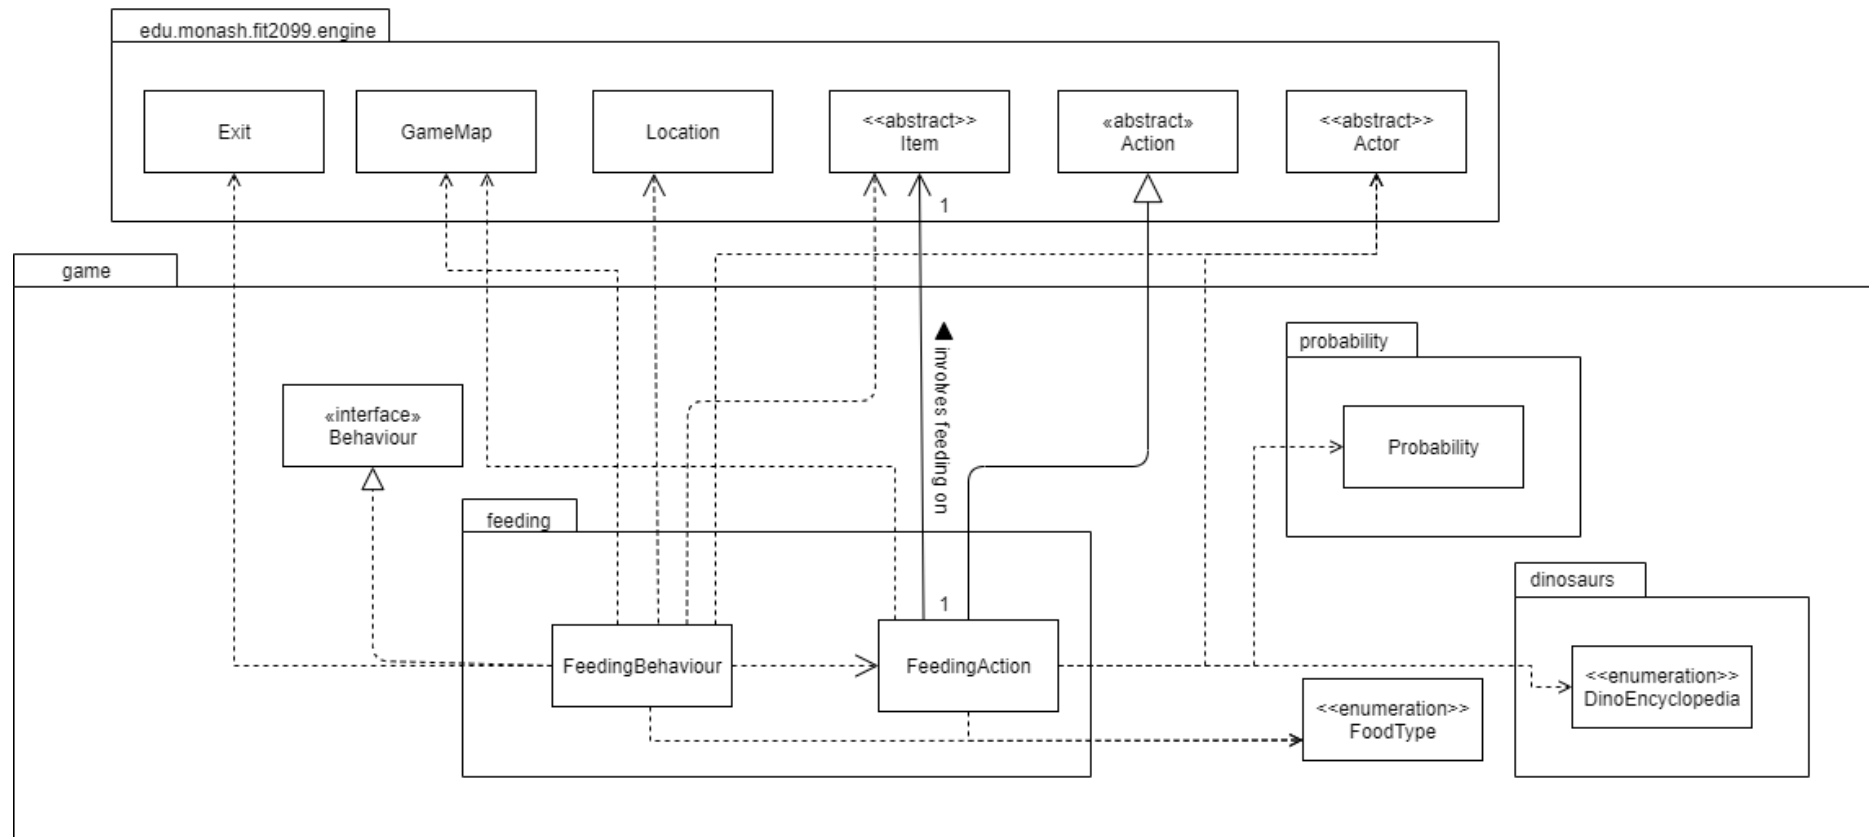 edu.monash.fit2099.engine
Exit
GameMap
Location
<<abstract>>
Item
«abstract»
Action
<<abstract>>
Actor
1
game
probability
Probability
▲ involves feeding on
«interface»
Behaviour
feeding
dinosaurs
1
FeedingBehaviour
FeedingAction
<<enumeration>>
DinoEncyclopedia
<<enumeration>>
FoodType